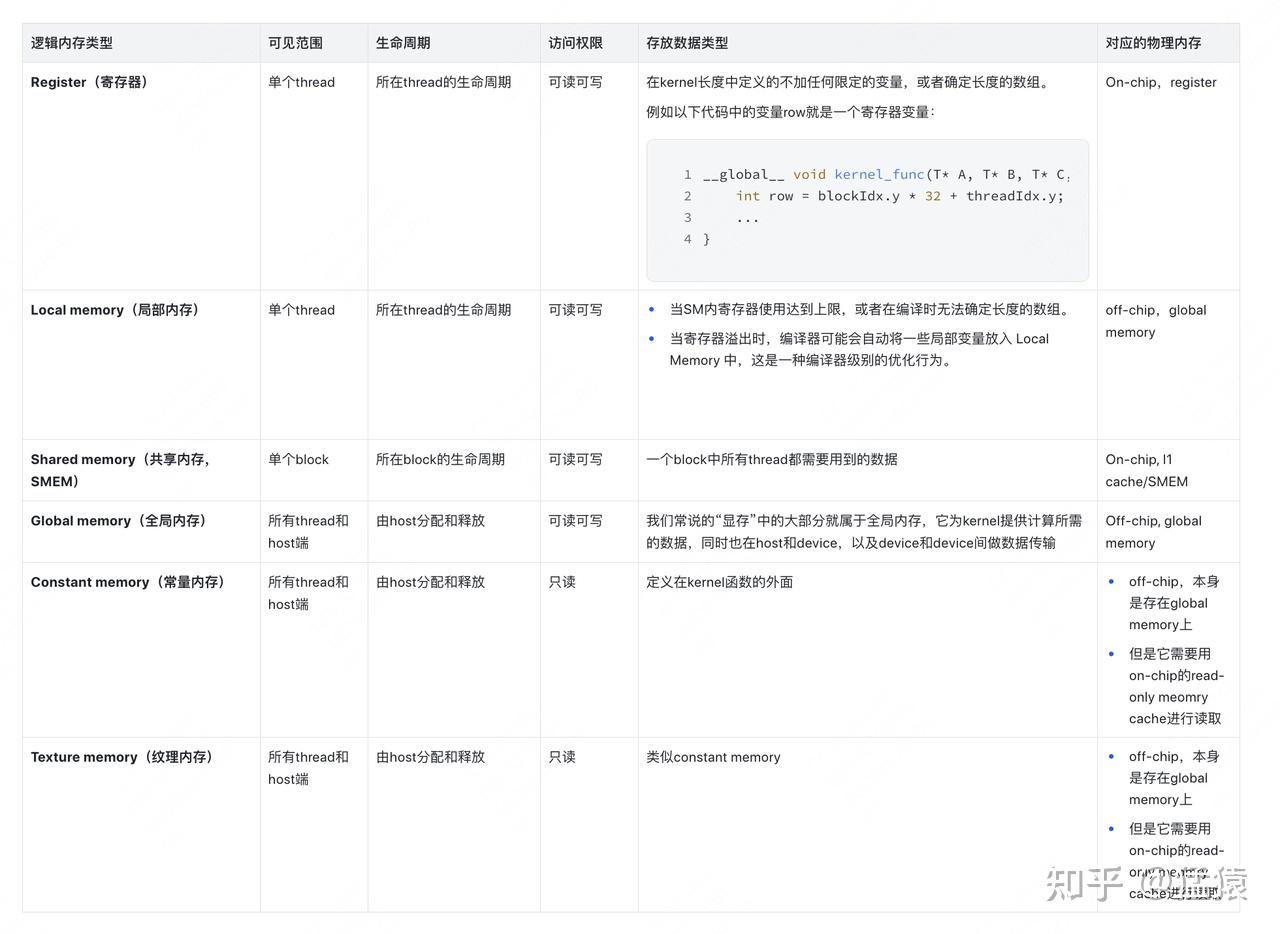 逻辑内存类型 可见范围 生命周期 访问权限 存放数据类型 对应的物理内存
Register（寄存器） 单个thread 所在thread的生命周期 可读可写 在kernel长度中定义的不加任何限定的变量，或者确定长度的数组。 On-chip，register
例如以下代码中的变量row就是一个寄存器变量：
1 __global__ void kernel_func(T* A, T* B, T* C,
2 int row = blockIdx.y * 32 + threadIdx.y;
3 ...
4 }
Local memory（局部内存） 单个thread 所在thread的生命周期 可读可写 • 当SM内寄存器使用达到上限，或者在编译时无法确定长度的数组。 off-chip，global
memory
• 当寄存器溢出时，编译器可能会自动将一些局部变量放入 Local
Memory 中，这是一种编译器级别的优化行为。
Shared memory（共享内存, 单个block 所在block的生命周期 可读可写 一个block中所有thread都需要用到的数据 On-chip, l1
SMEM） cache/SMEM
Global memory（全局内存） 所有thread和 由host分配和释放 可读可写 我们常说的“显存”中的大部分就属于全局内存，它为kernel提供计算所需 Off-chip, global
host端 的数据，同时也在host和device，以及device和device间做数据传输 memory
Constant memory（常量内存） 所有thread和 由host分配和释放 只读 定义在kernel函数的外面 • off-chip，本身
host端 是存在global
memory上
• 但是它需要用
on-chip的read-
only meomry
cache进行读取
Texture memory（纹理内存） 所有thread和 由host分配和释放 只读 类似constant memory • off-chip，本身
host端 是存在global
memory上
• 但是它需要用
on-chip的read-
only meomry
cache进行读取
知乎 @猛猿